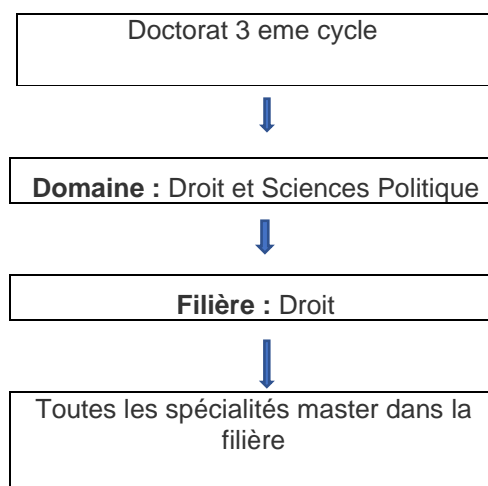 Doctorat 3 eme cycle
Domaine : Droit et Sciences Politique
Filière : Droit
Toutes les spécialités master dans la
filière